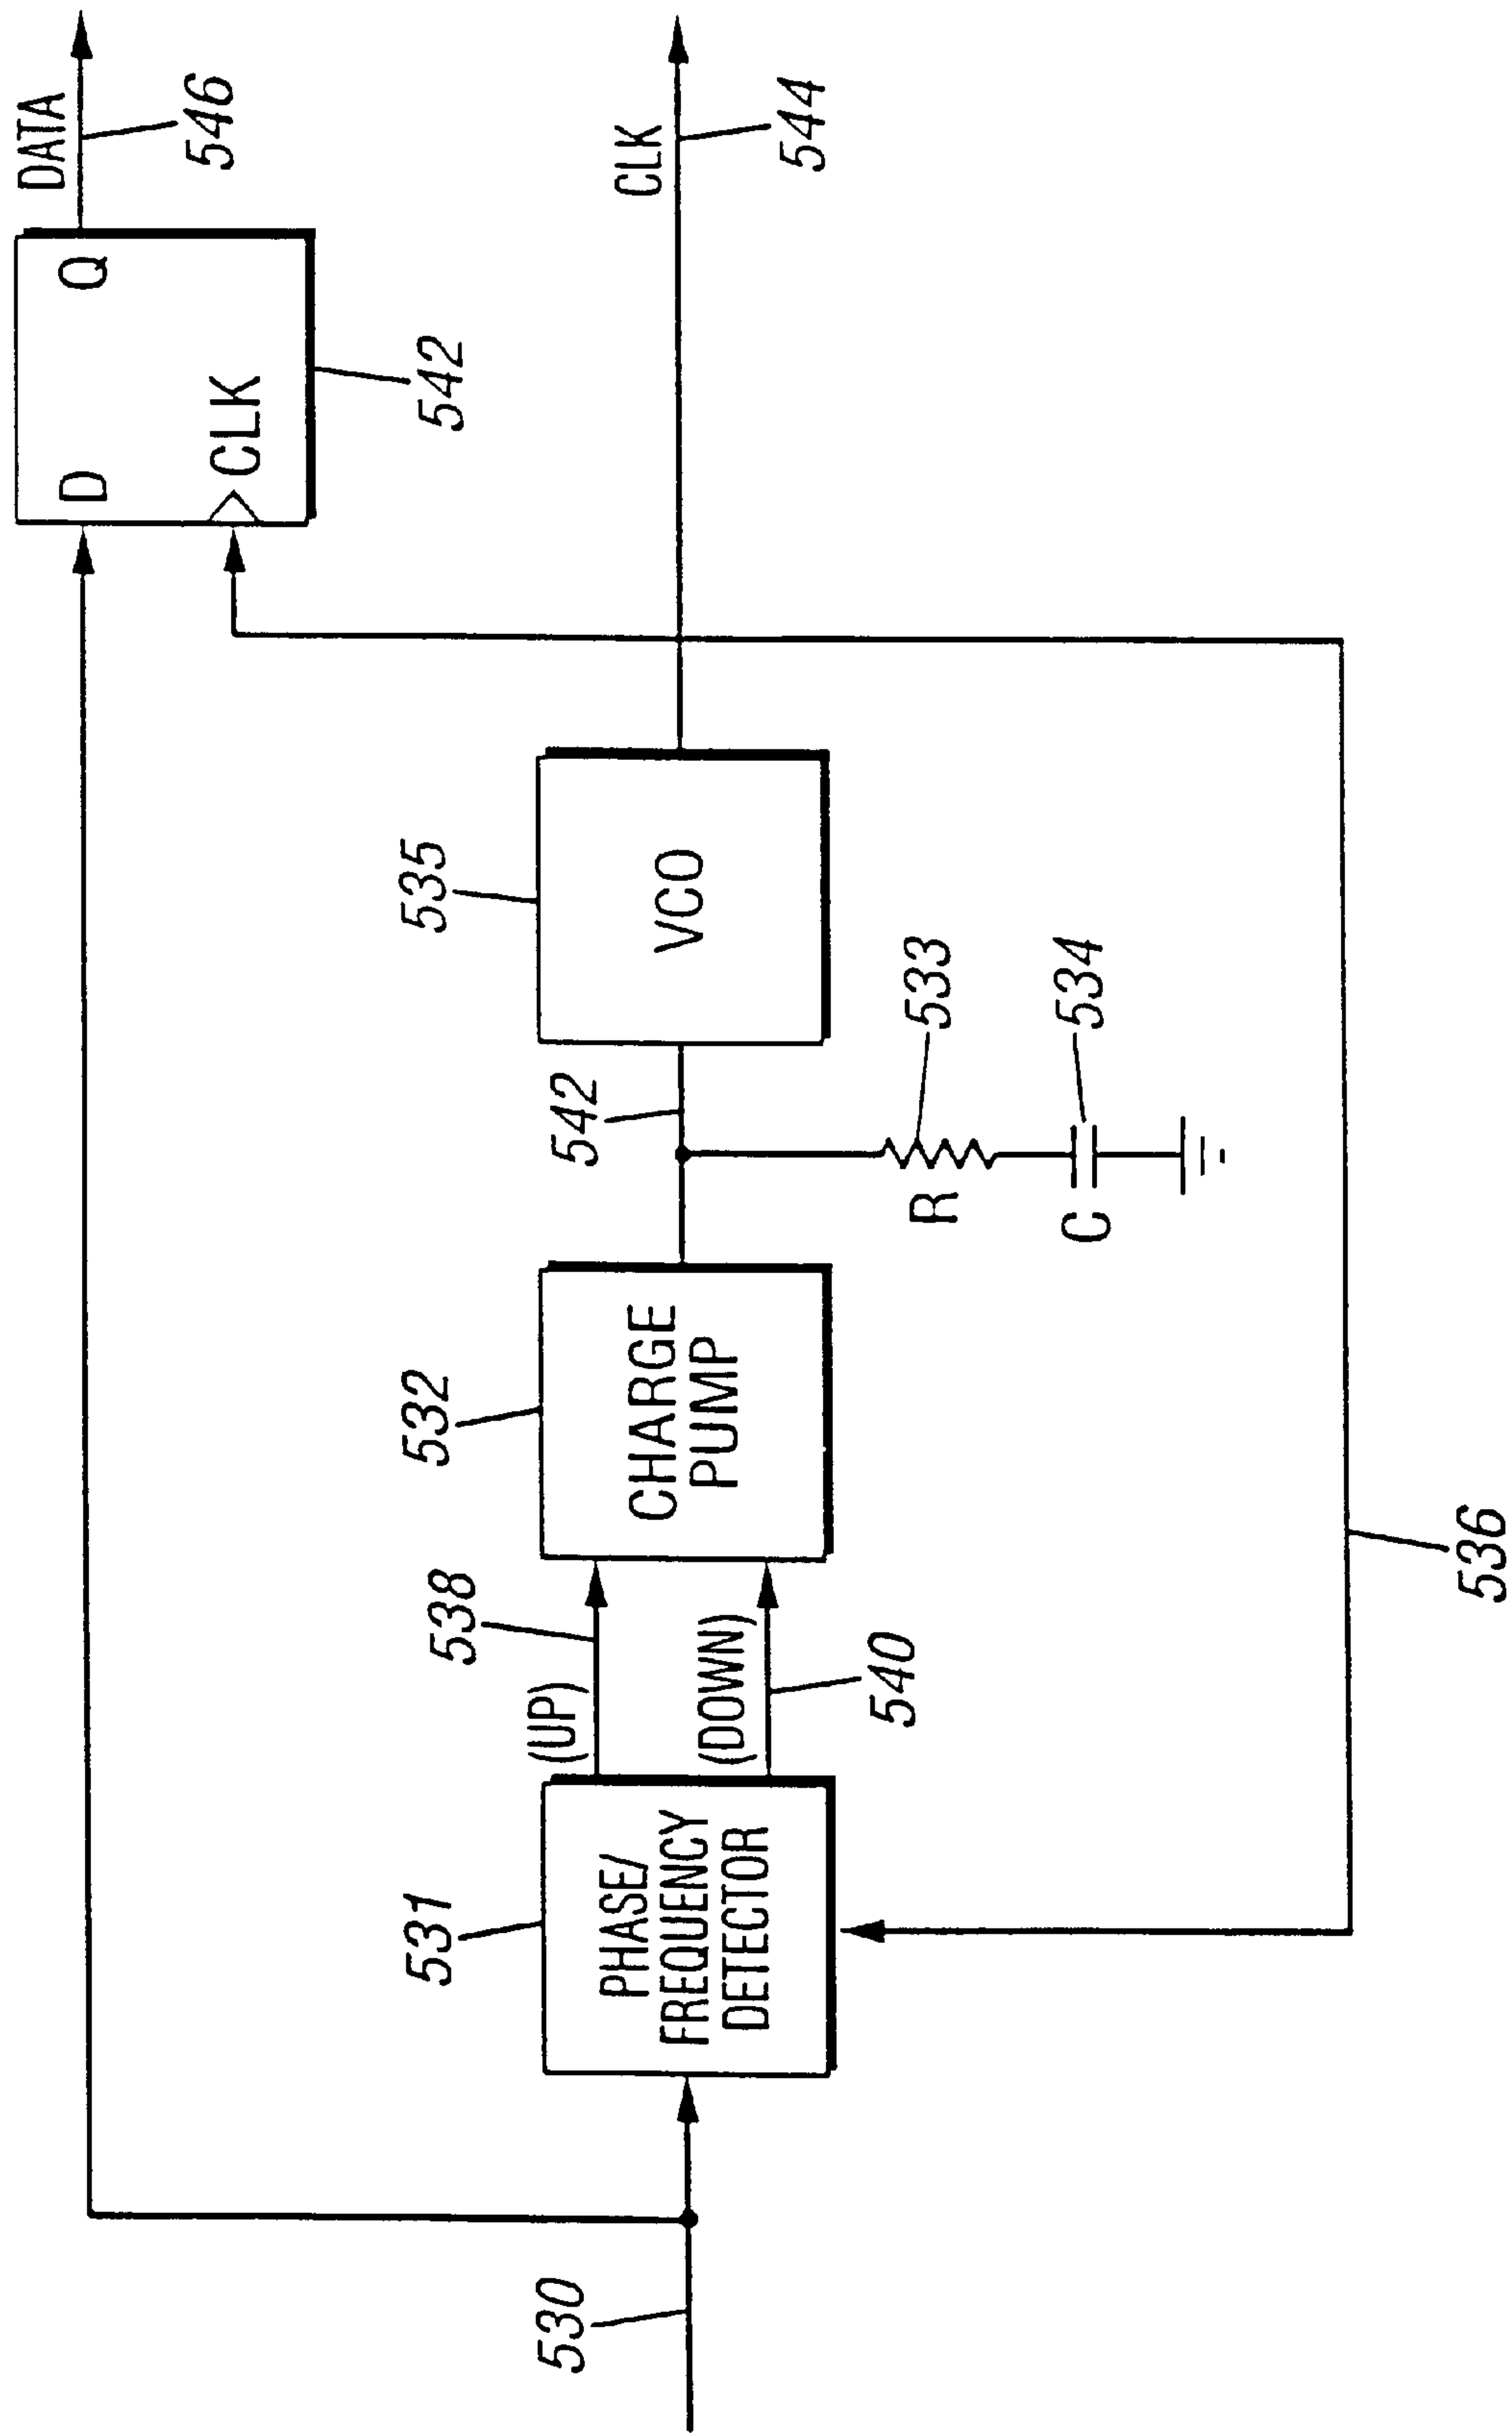 DATA
546
D
Q
CLK
542
CLK
544
535
VCO
542
533
R
534
C
532
CHARGE
PUMP
538
(UP)
(DOWN)
540
531
PHASE/
FREQUENCY
DETECTOR
530
536